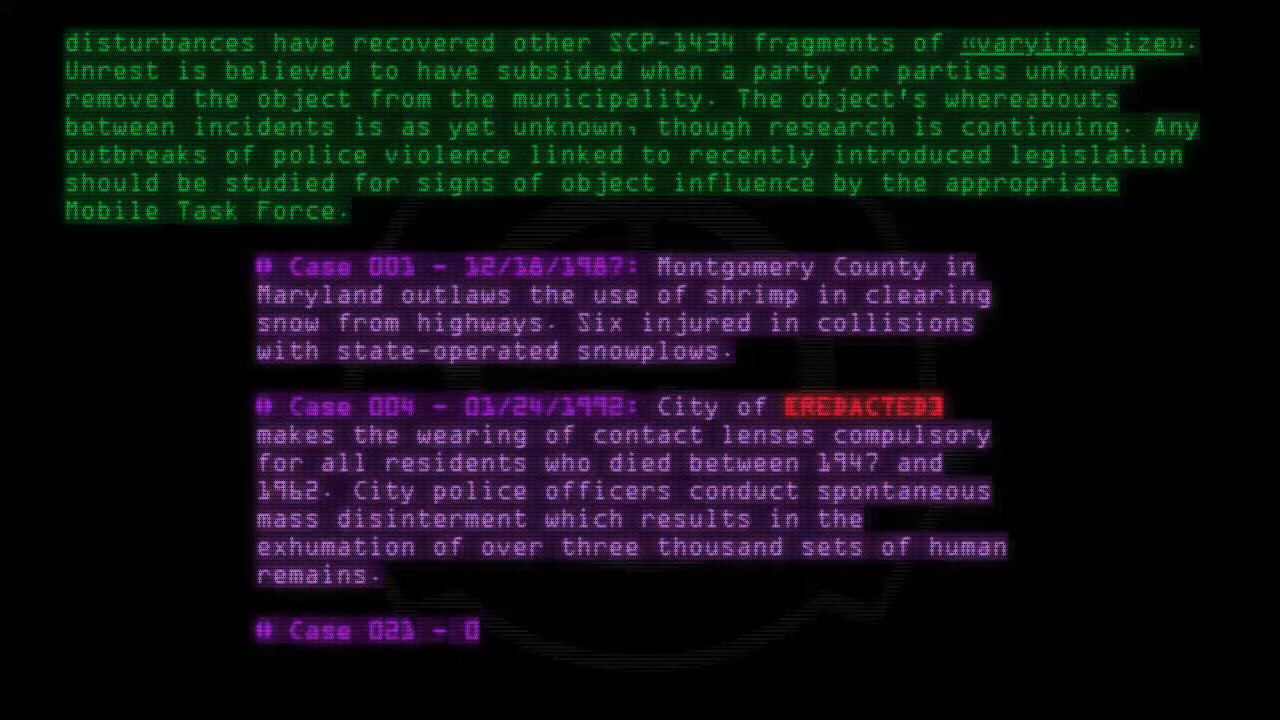 disturbances have recovered other SCP-1434 fragments of «varying size».
Unrest is believed to have subsided when a party or parties unknown
removed the object from the municipality. The object's whereabouts
between incidents is as yet unknown, though research is continuing. Any
outbreaks of police violence linked to recently introduced legislation
should be studied for signs of object influence by the appropriate
Mobile Task Force.
# Case 001 - 12/18/1987: Montgomery County in
Maryland outlaws the use of shrimp in clearing
snow from highways. Six injured in collisions
with state-operated snowplows.
# Case 004 - 01/24/1992: City of [REDACTED]
makes the wearing of contact lenses compulsory
for all residents who died between 1947 and
1962. City police officers conduct spontaneous
mass disinterment which results in the
exhumation of over three thousand sets of human
remains.
# Case 021 - 0